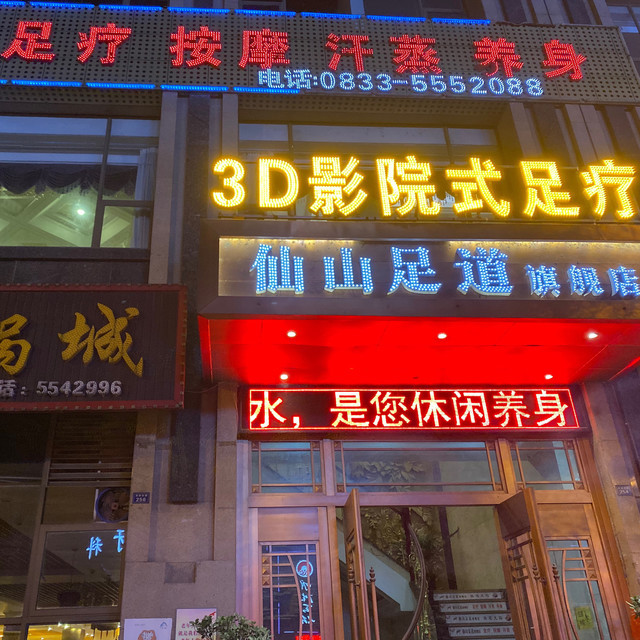 足疗 按摩 汗蒸 养身
电话:0833-5552088
3D影院式足疗
仙山足道 旗舰店
城
话：5542996
水，是您休闲养身